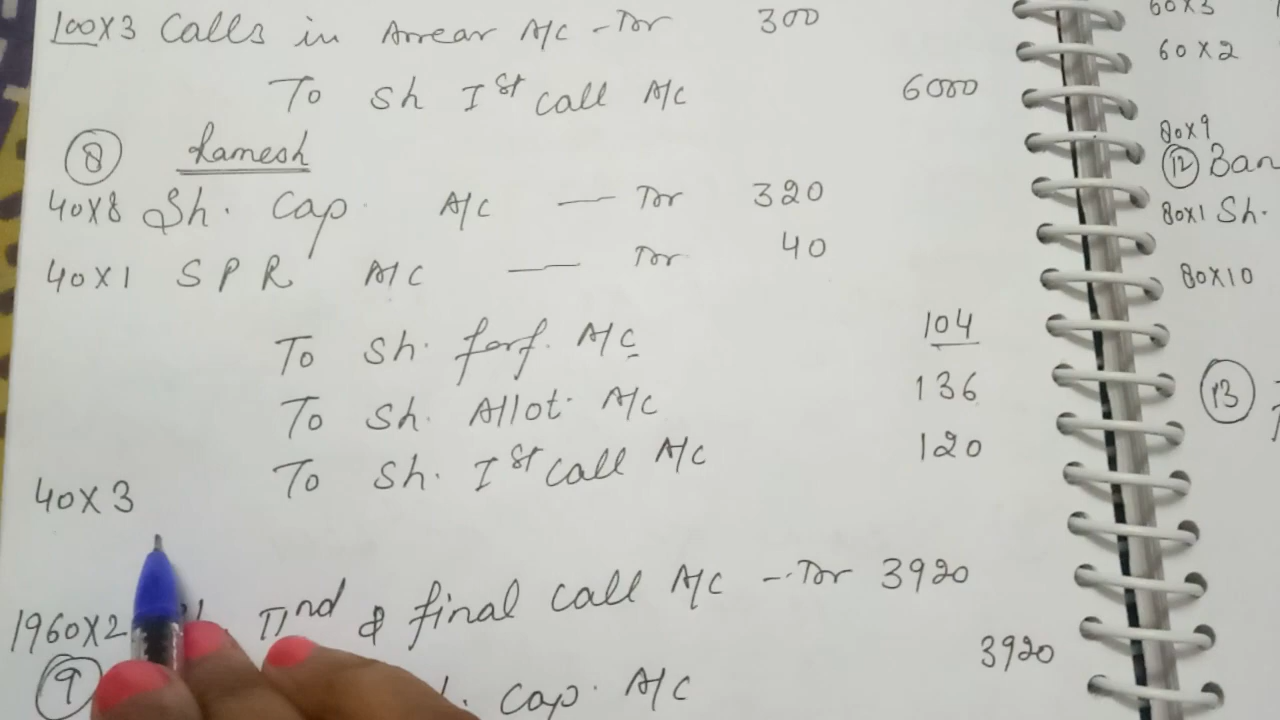 100x3 Calls in Arrear A/c - Dr 300
To Sh Ist call A/c 6000
8 Ramesh
40x8 Sh. Cap. A/c — Dr 320
40x1 SPR A/c — Dr 40
To Sh. forf. A/c 104
To Sh. Allot. A/c 136
To Sh. Ist call A/c 120
40x3
1960x2 IInd & final call A/c - Dr 3920
9 Cap. A/c 3920
60x3
60x2
80x9
12 Ban
80x1 Sh.
80x10
13